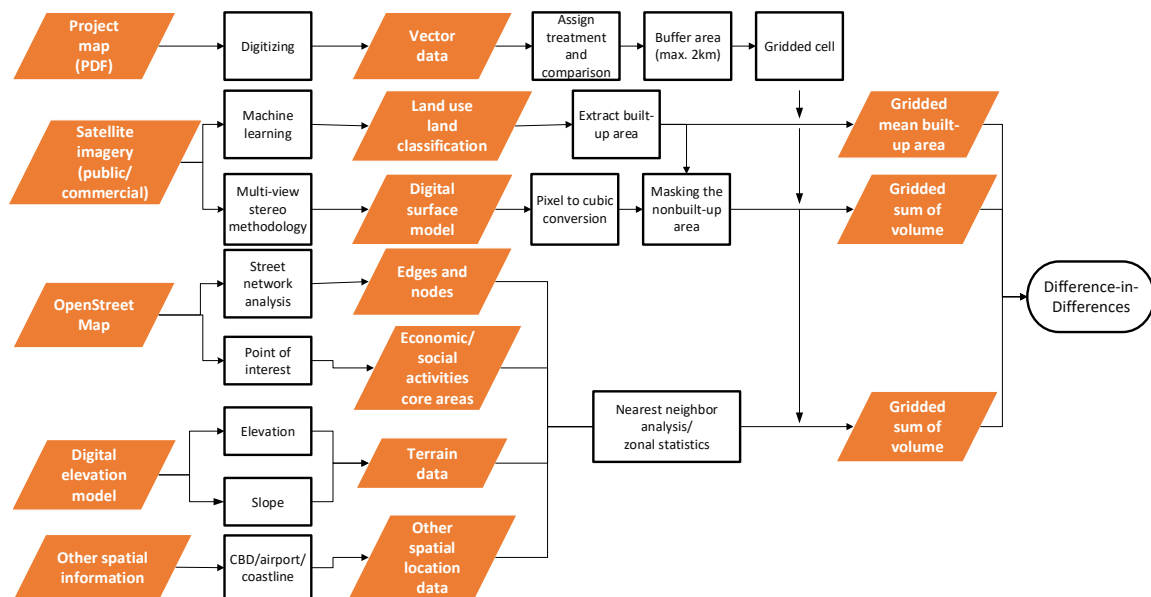 Project
map
(PDF)
Digitizing
Vector
data
Assign
treatment
and
comparison
Buffer area
(max. 2km)
Gridded cell
Satellite
imagery
(public/
commercial)
Machine
learning
Land use
land
classification
Extract built-
up area
Gridded
mean built-
up area
Multi-view
stereo
methodology
Digital
surface
model
Pixel to cubic
conversion
Masking the
nonbuilt-up
area
Gridded
sum of
volume
OpenStreet
Map
Street
network
analysis
Edges and
nodes
Difference-in-
Differences
Point of
interest
Economic/
social
activities
core areas
Nearest neighbor
analysis/
zonal statistics
Gridded
sum of
volume
Digital
elevation
model
Elevation
Slope
Terrain
data
Other spatial
information
CBD/airport/
coastline
Other
spatial
location
data